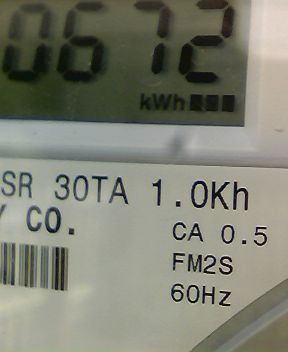 0672
kWh
SR 30TA 1.0Kh
Y CO.
CA 0.5
FM2S
60Hz